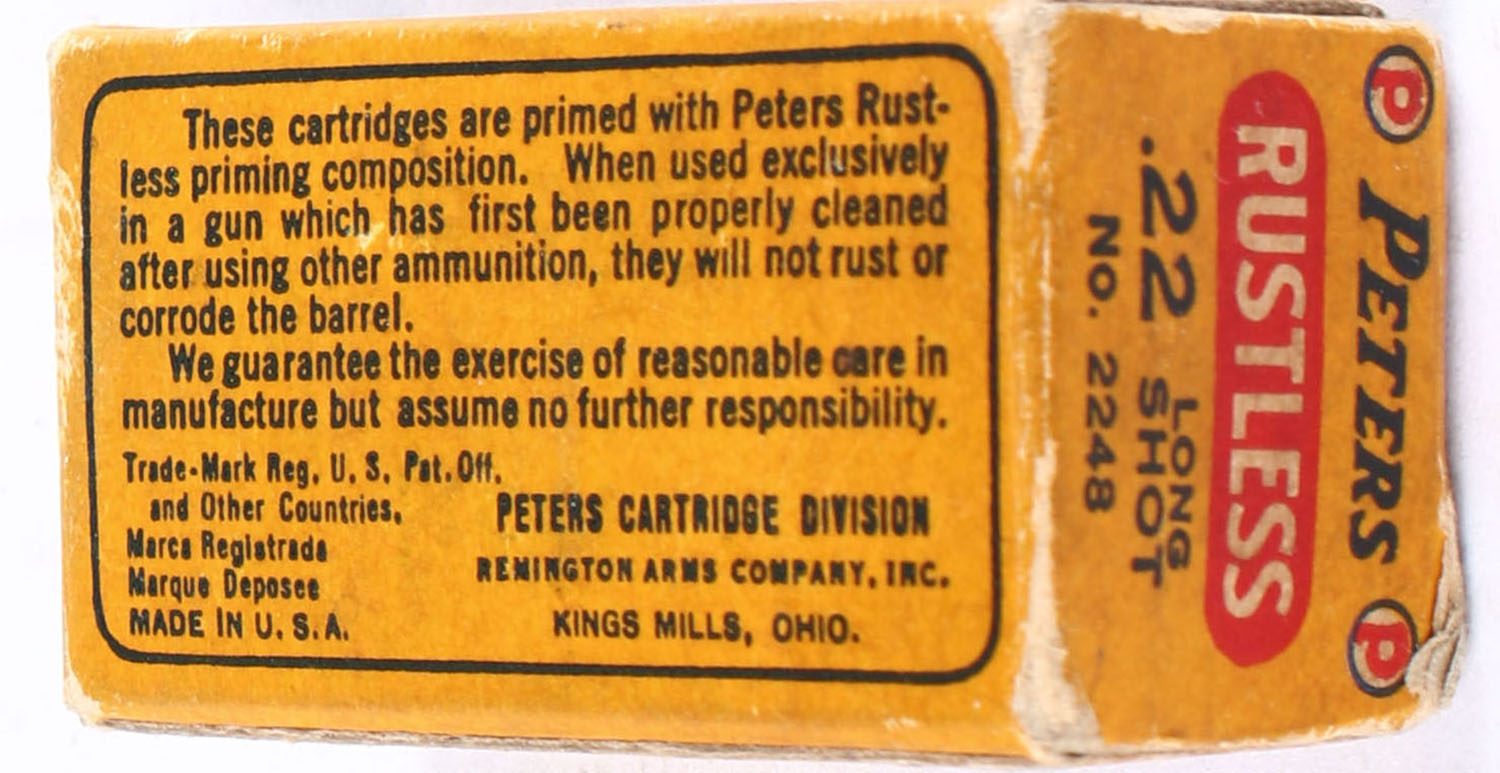 These cartridges are primed with Peters Rust-
less priming composition. When used exclusively
in a gun which has first been properly cleaned
after using other ammunition, they will not rust or
corrode the barrel.
We guarantee the exercise of reasonable care in
manufacture but assume no further responsibility.
Trade-Mark Reg. U. S. Pat. Off.
and Other Countries.
Marca Registrada
Marque Deposee
MADE IN U. S. A.
PETERS CARTRIDGE DIVISION
REMINGTON ARMS COMPANY, INC.
KINGS MILLS, OHIO.
P PETERS P
RUSTLESS
.22 LONG
SHOT
NO. 2248